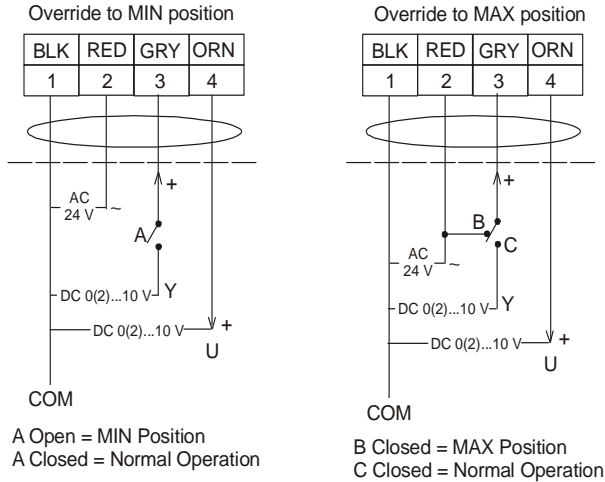 Override to MIN position
BLK RED GRY ORN
1 2 3 4
+
AC
24 V ~
A
DC 0(2)...10 V Y
DC 0(2)...10 V +
U
COM
A Open = MIN Position
A Closed = Normal Operation
Override to MAX position
BLK RED GRY ORN
1 2 3 4
+
B
C
AC
24 V ~
DC 0(2)...10 V Y
DC 0(2)...10 V +
U
COM
B Closed = MAX Position
C Closed = Normal Operation